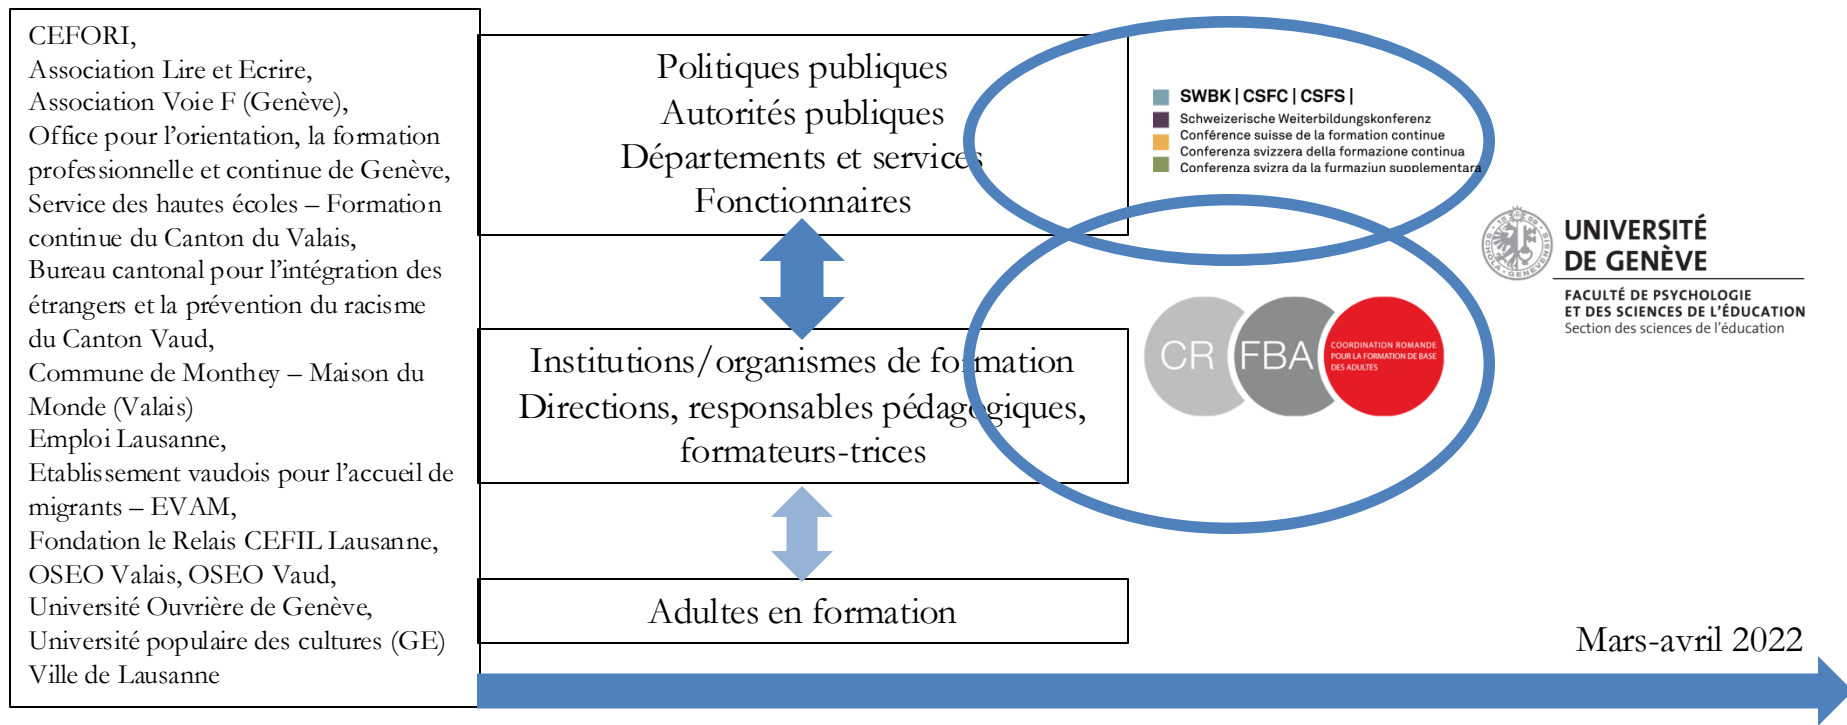 CEFORI,
Association Lire et Ecrire,
Association Voie F (Genève),
Office pour l’orientation, la formation
professionnelle et continue de Genève,
Service des hautes écoles – Formation
continue du Canton du Valais,
Bureau cantonal pour l’intégration des
étrangers et la prévention du racisme
du Canton Vaud,
Commune de Monthey – Maison du
Monde (Valais)
Emploi Lausanne,
Etablissement vaudois pour l’accueil de
migrants – EVAM,
Fondation le Relais CEFIL Lausanne,
OSEO Valais, OSEO Vaud,
Université Ouvrière de Genève,
Université populaire des cultures (GE)
Ville de Lausanne
Politiques publiques
Autorités publiques
Départements et services
Fonctionnaires
Institutions/organismes de formation
Directions, responsables pédagogiques,
formateurs-trices
Adultes en formation
SWBK | CSFC | CSFS |
Schweizerische Weiterbildungskonferenz
Conférence suisse de la formation continue
Conferenza svizzera della formazione continua
Conferenza svizra da la furmaziun supplementara
CR FBA
COORDINATION ROMANDE
POUR LA FORMATION DE BASE
DES ADULTES
SCHOLA GENEVENSIS
1559
UNIVERSITÉ
DE GENÈVE
FACULTÉ DE PSYCHOLOGIE
ET DES SCIENCES DE L’ÉDUCATION
Section des sciences de l’éducation
Mars-avril 2022